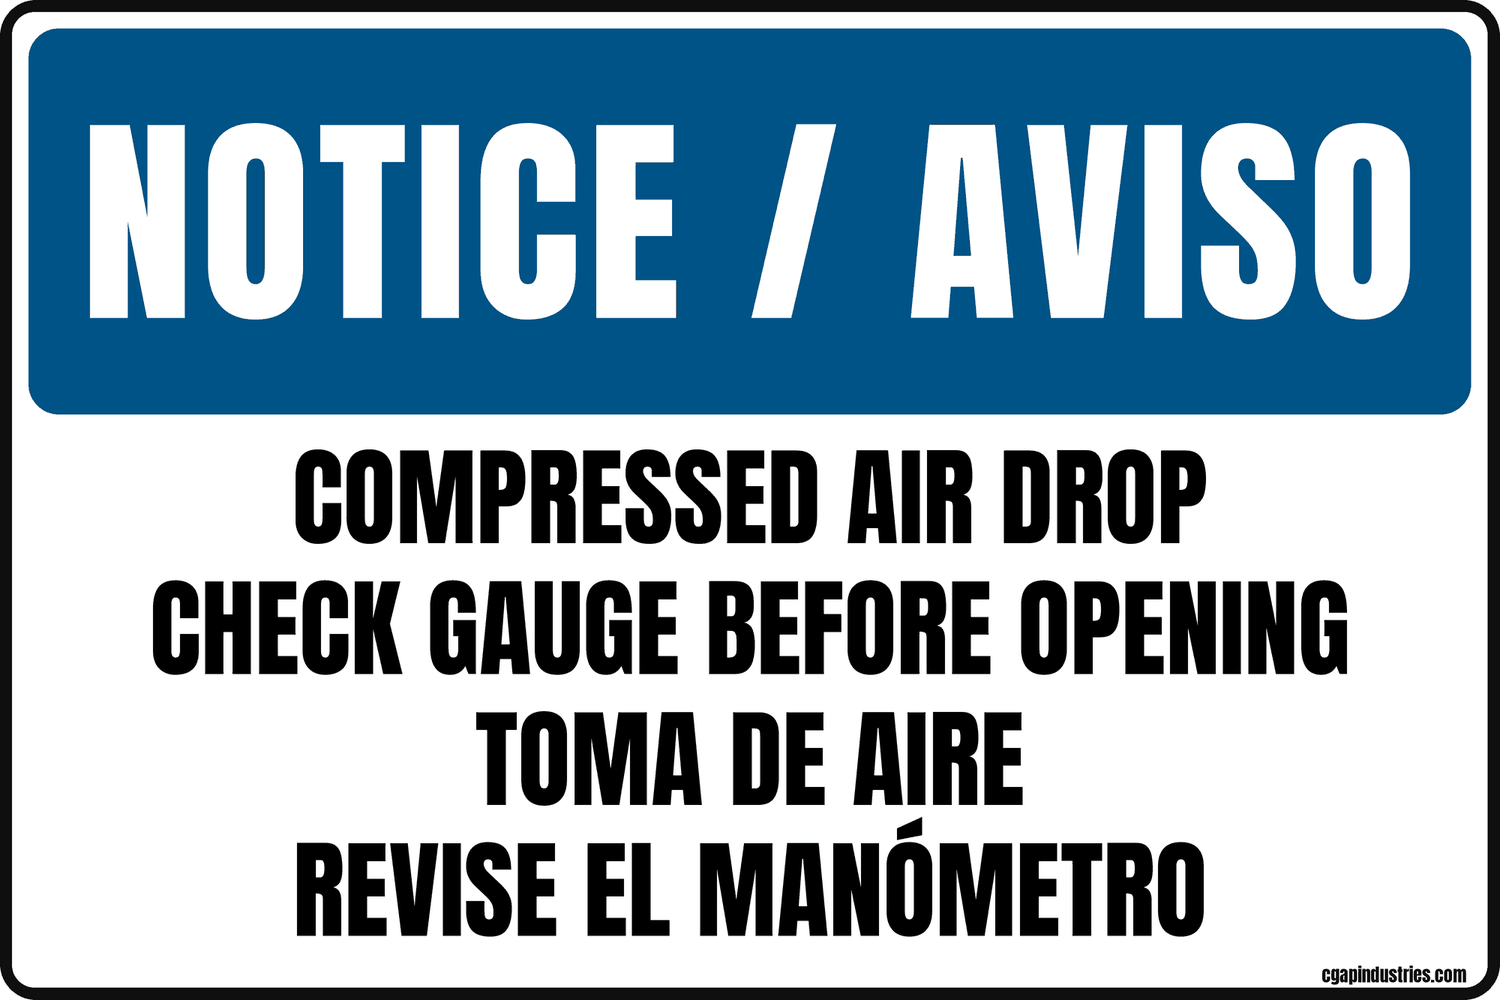 NOTICE / AVISO
COMPRESSED AIR DROP
CHECK GAUGE BEFORE OPENING
TOMA DE AIRE
REVISE EL MANÓMETRO
cgapindustries.com